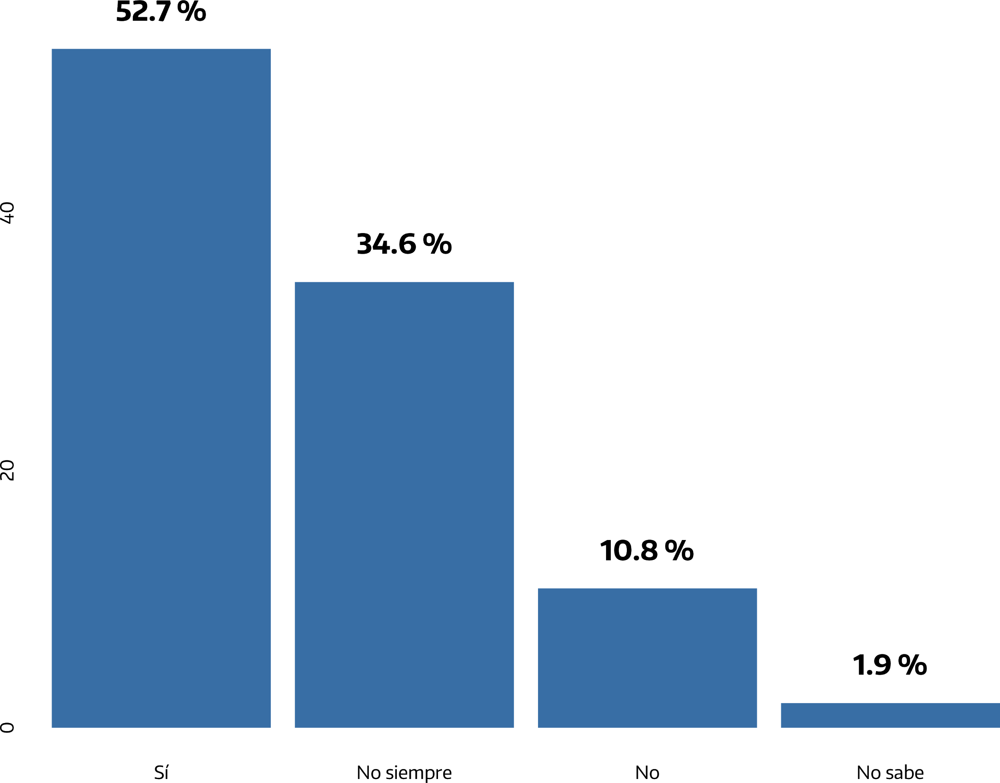 52.7 %
40
34.6 %
20
10.8 %
1.9 %
0
Sí
No siempre
No
No sabe